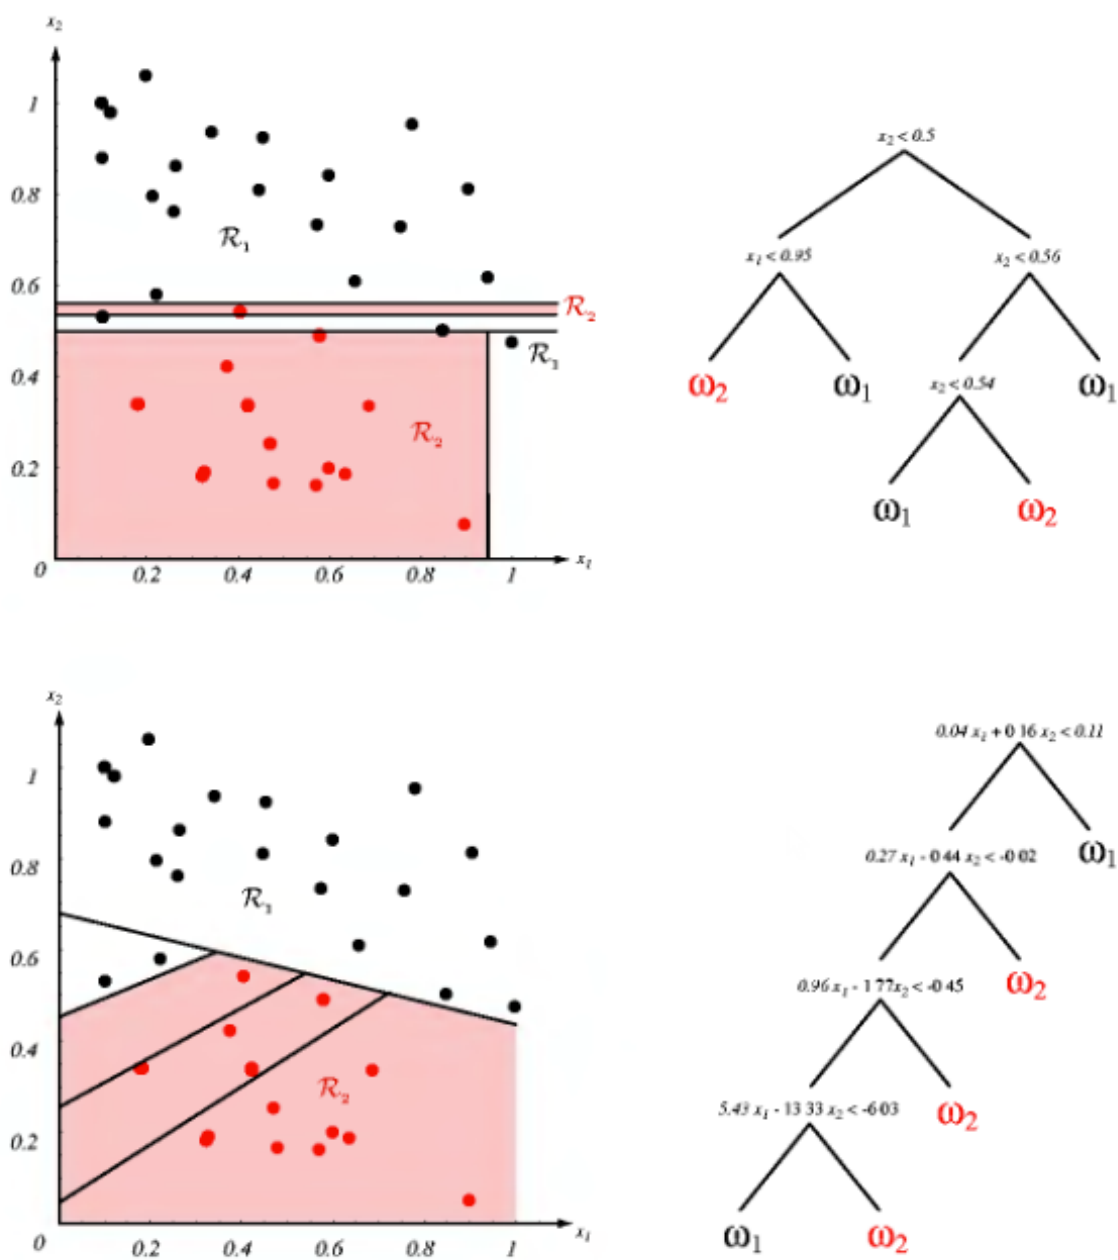 x₂
1
0.8
0.6
0.4
0.2
0
0.2 0.4 0.6 0.8 1 x₁
R₁
R₂
R₁
R₂
x₂ < 0.5
x₁ < 0.95 x₂ < 0.56
ω₂ ω₁ x₂ < 0.54 ω₁
ω₁ ω₂
x₂
1
0.8
0.6
0.4
0.2
0
0.2 0.4 0.6 0.8 1 x₁
R₁
R₂
0.04 x₁ + 0 16 x₂ < 0.11
0.27 x₁ - 0 44 x₂ < -0 02 ω₁
0.96 x₁ - 1 77x₂ < -0 45 ω₂
5.43 x₁ - 13 33 x₂ < -6 03 ω₂
ω₁ ω₂